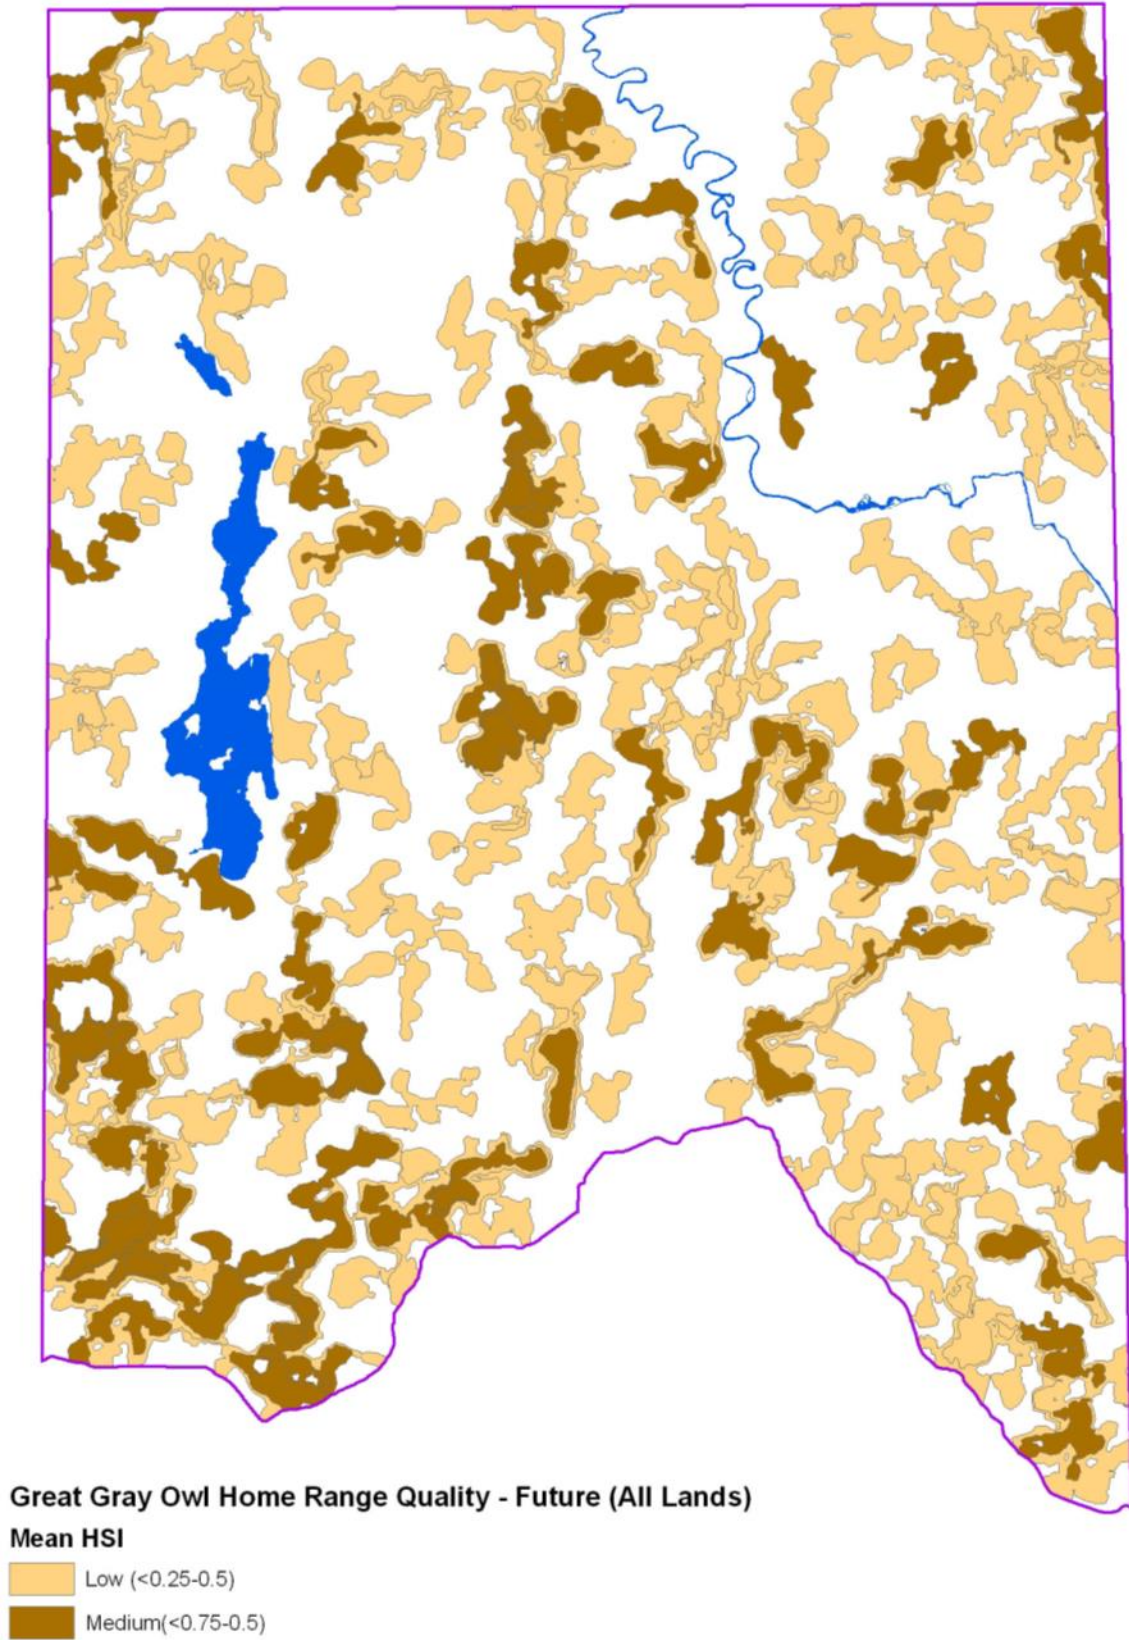 Great Gray Owl Home Range Quality - Future (All Lands)
Mean HSI
Low (<0.25-0.5)
Medium(<0.75-0.5)